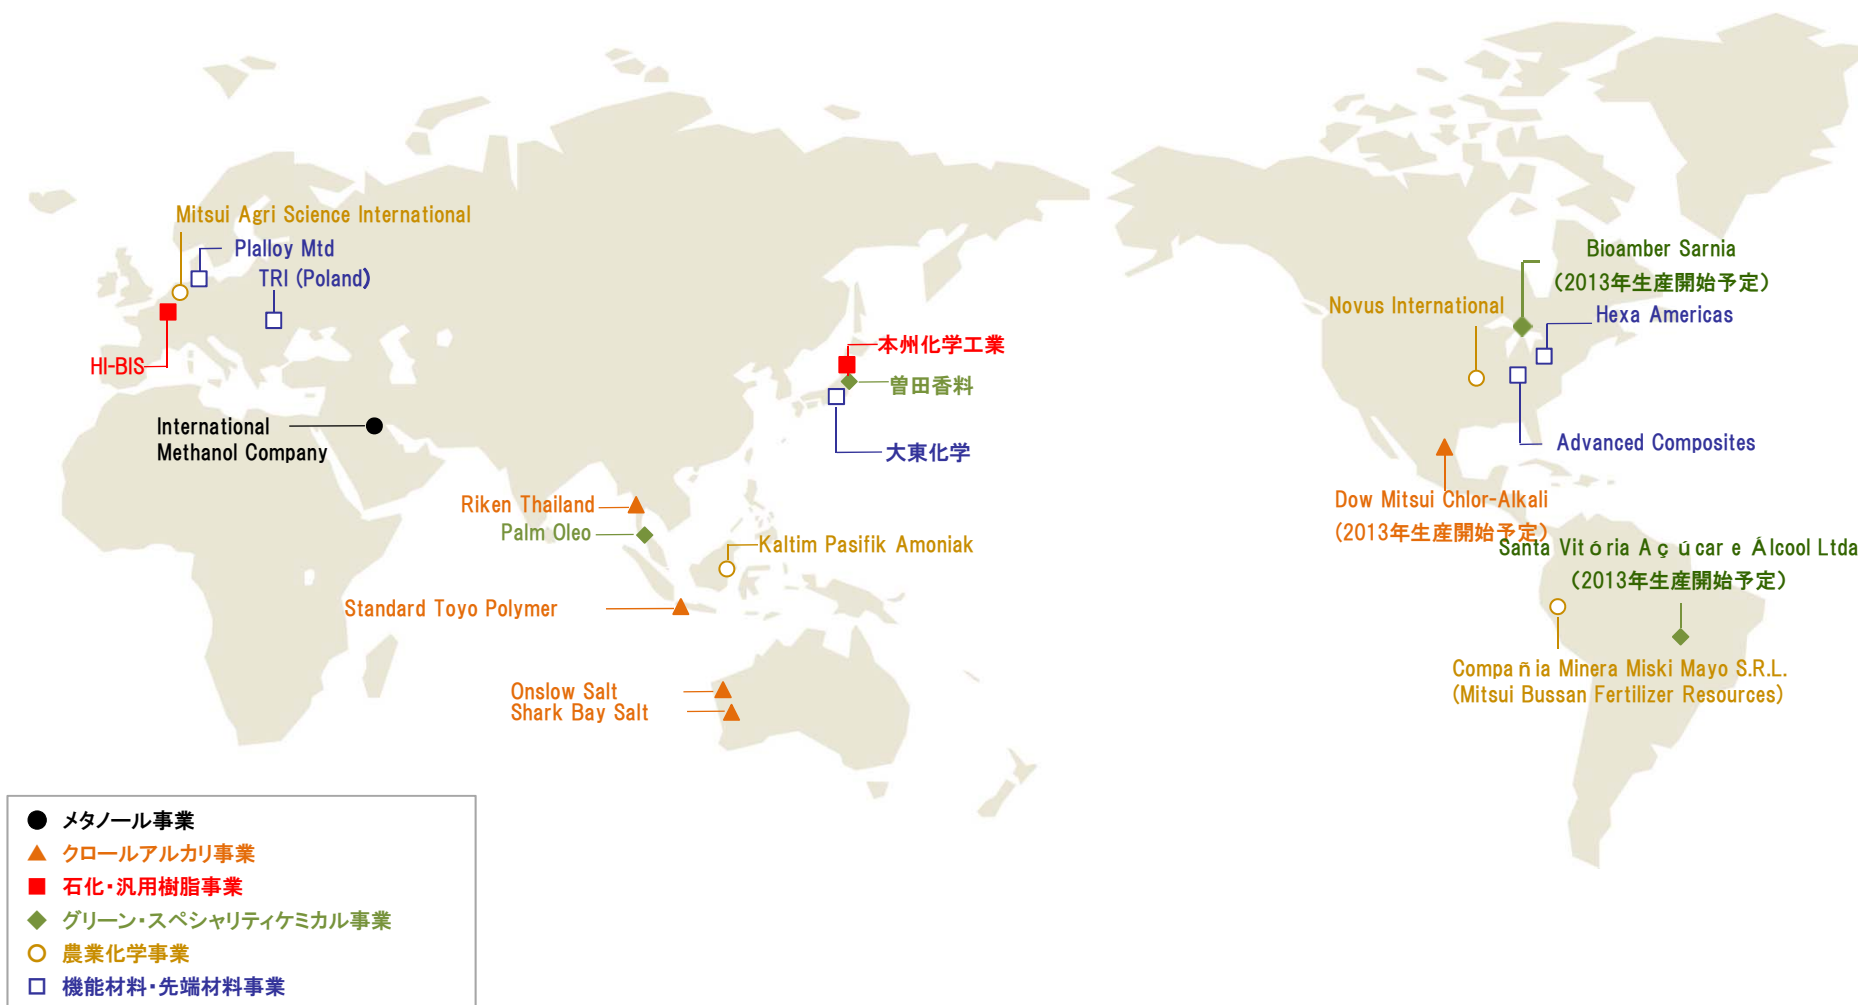 Mitsui Agri Science International
Plalloy Mtd
TRI (Poland)
HI-BIS
International
Methanol Company
本州化学工業
曽田香料
大東化学
Riken Thailand
Palm Oleo
Kaltim Pasifik Amoniak
Standard Toyo Polymer
Onslow Salt
Shark Bay Salt
Bioamber Sarnia
(2013年生産開始予定)
Novus International
Hexa Americas
Advanced Composites
Dow Mitsui Chlor-Alkali
(2013年生産開始予定)
Santa Vitória Açúcar e Álcool Ltda
(2013年生産開始予定)
Compañia Minera Miski Mayo S.R.L.
(Mitsui Bussan Fertilizer Resources)
メタノール事業
クロールアルカリ事業
石化・汎用樹脂事業
グリーン・スペシャリティケミカル事業
農業化学事業
機能材料・先端材料事業